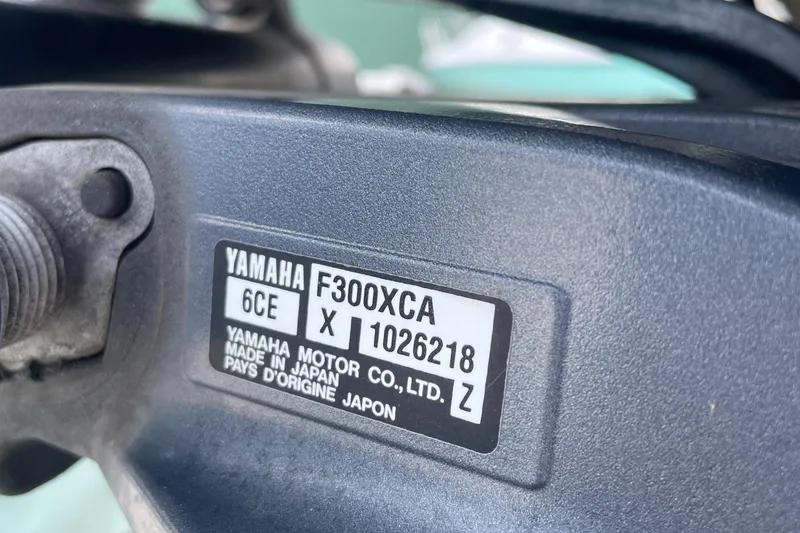 YAMAHA F300XCA
6CE X 1026218
YAMAHA MOTOR CO., LTD. Z
MADE IN JAPAN
PAYS D'ORIGINE JAPON